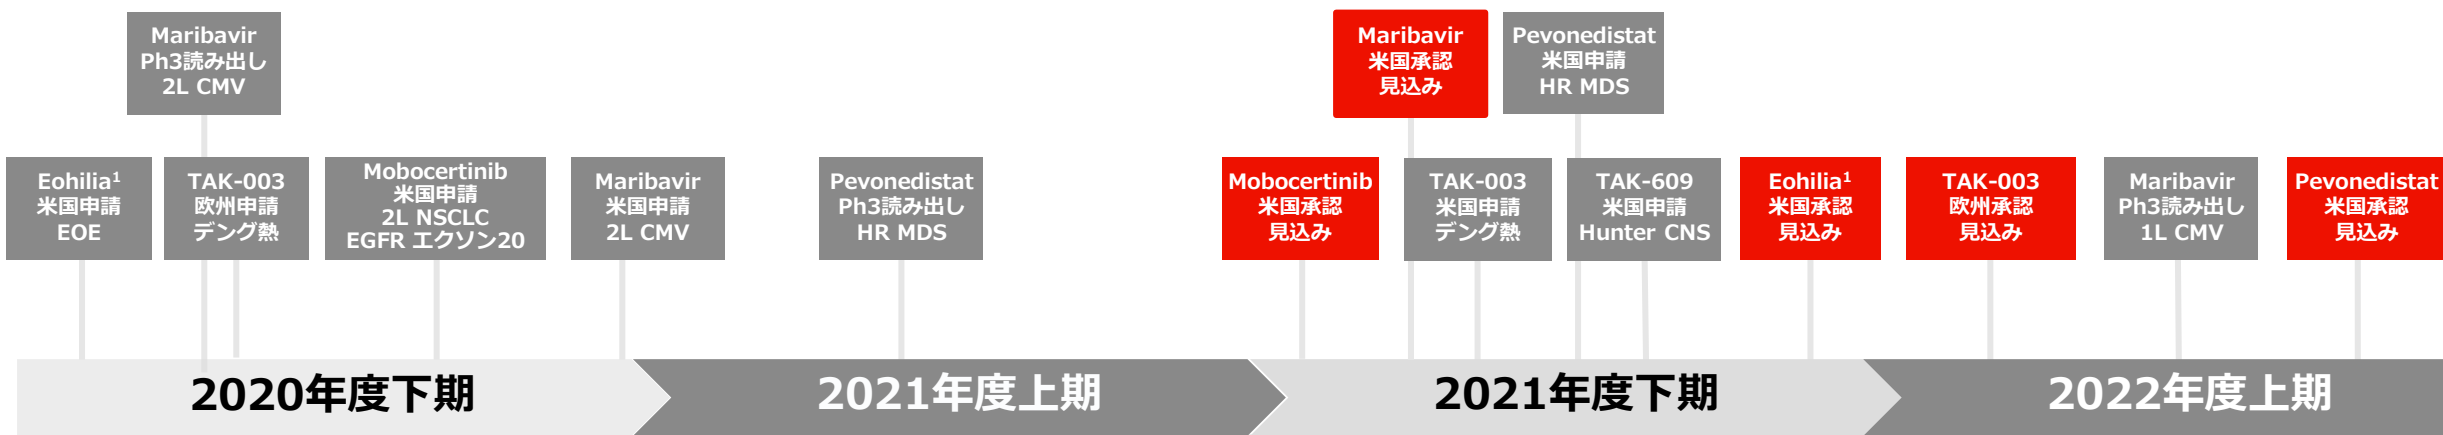 Maribavir
Ph3読み出し
2L CMV
Maribavir
米国承認
見込み
Pevonedistat
米国申請
HR MDS
Eohilia¹
米国申請
EOE
TAK-003
欧州申請
デング熱
Mobocertinib
米国申請
2L NSCLC
EGFR エクソン20
Maribavir
米国申請
2L CMV
Pevonedistat
Ph3読み出し
HR MDS
Mobocertinib
米国承認
見込み
TAK-003
米国申請
デング熱
TAK-609
米国申請
Hunter CNS
Eohilia¹
米国承認
見込み
TAK-003
欧州承認
見込み
Maribavir
Ph3読み出し
1L CMV
Pevonedistat
米国承認
見込み
2020年度下期
2021年度上期
2021年度下期
2022年度上期